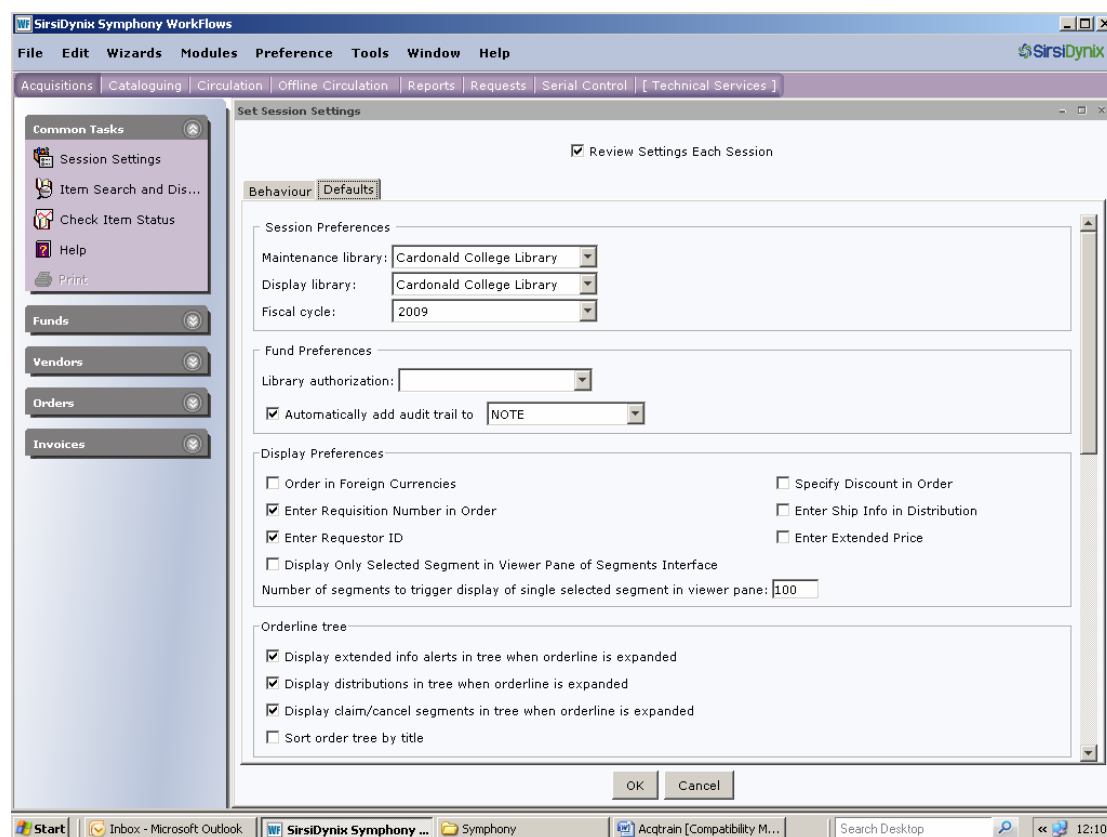 WF SirsiDynix Symphony WorkFlows
File Edit Wizards Modules Preference Tools Window Help
SirsiDynix
Acquisitions Cataloguing Circulation Offline Circulation Reports Requests Serial Control [ Technical Services ]
Set Session Settings
Common Tasks
Session Settings
Item Search and Dis...
Check Item Status
Help
Print
Funds
Vendors
Orders
Invoices
Review Settings Each Session
Behaviour Defaults
Session Preferences
Maintenance library: Cardonald College Library
Display library: Cardonald College Library
Fiscal cycle: 2009
Fund Preferences
Library authorization:
Automatically add audit trail to NOTE
Display Preferences
Order in Foreign Currencies Specify Discount in Order
Enter Requisition Number in Order Enter Ship Info in Distribution
Enter Requestor ID Enter Extended Price
Display Only Selected Segment in Viewer Pane of Segments Interface
Number of segments to trigger display of single selected segment in viewer pane: 100
Orderline tree
Display extended info alerts in tree when orderline is expanded
Display distributions in tree when orderline is expanded
Display claim/cancel segments in tree when orderline is expanded
Sort order tree by title
OK Cancel
Start Inbox - Microsoft Outlook WF SirsiDynix Symphony ... Symphony Acqtrain [Compatibility M... Search Desktop « 12:10